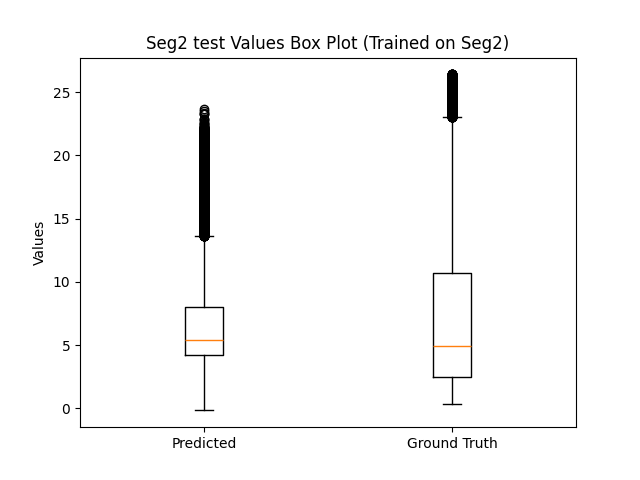 Seg2 test Values Box Plot (Trained on Seg2)
Values
25
20
15
10
5
0
Predicted
Ground Truth